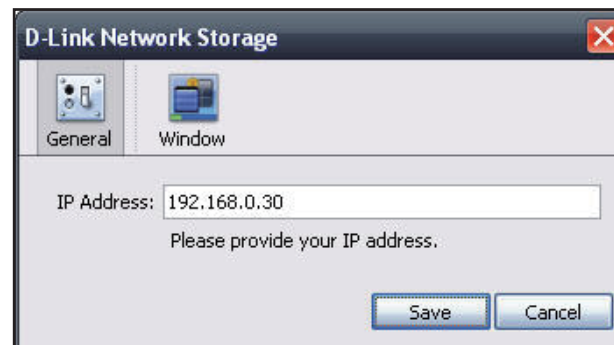 D-Link Network Storage
General Window
IP Address: 192.168.0.30
Please provide your IP address.
Save Cancel